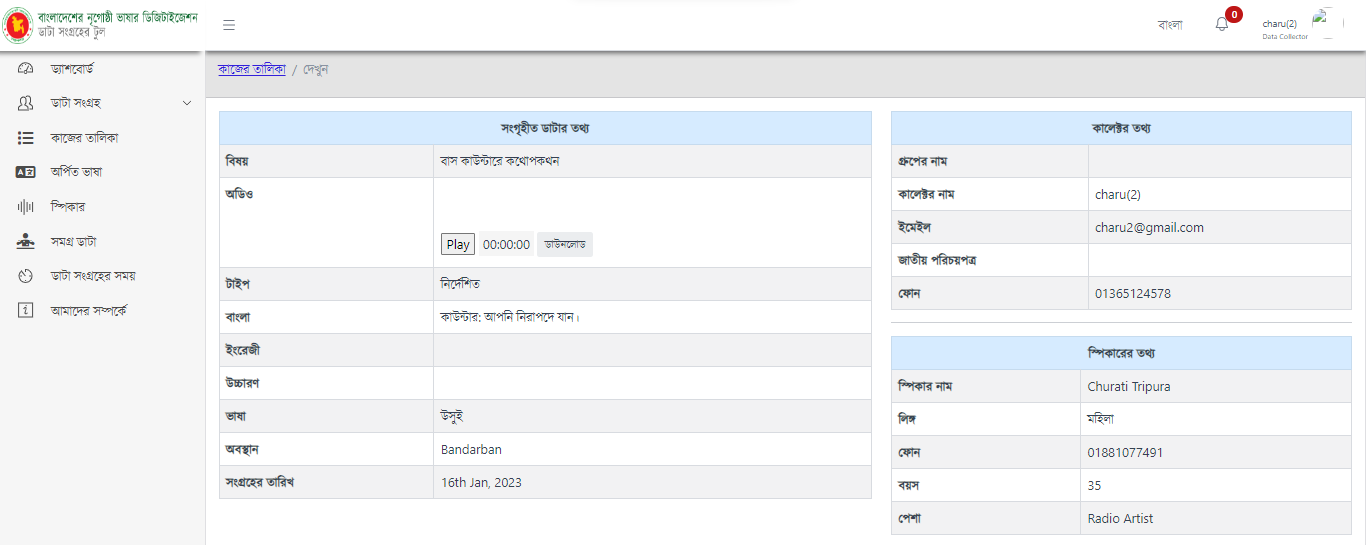 বাংলাদেশের নৃগোষ্ঠী ভাষার ডিজিটাইজেশন
ডাটা সংগ্রহের টুল
বাংলা
0
charu(2)
Data Collector
ড্যাশবোর্ড
ডাটা সংগ্রহ
কাজের তালিকা
অর্পিত ভাষা
স্পিকার
সমগ্র ডাটা
ডাটা সংগ্রহের সময়
আমাদের সম্পর্কে
কাজের তালিকা / দেখুন
সংগৃহীত ডাটার তথ্য
বিষয় বাস কাউন্টারে কথোপকথন
অডিও
Play 00:00:00 ডাউনলোড
টাইপ নির্দেশিত
বাংলা কাউন্টার: আপনি নিরাপদে যান।
ইংরেজী
উচ্চারণ
ভাষা উসুই
অবস্থান Bandarban
সংগ্রহের তারিখ 16th Jan, 2023
কালেক্টর তথ্য
গ্রুপের নাম
কালেক্টর নাম charu(2)
ইমেইল charu2@gmail.com
জাতীয় পরিচয়পত্র
ফোন 01365124578
স্পিকারের তথ্য
স্পিকার নাম Churati Tripura
লিঙ্গ মহিলা
ফোন 01881077491
বয়স 35
পেশা Radio Artist